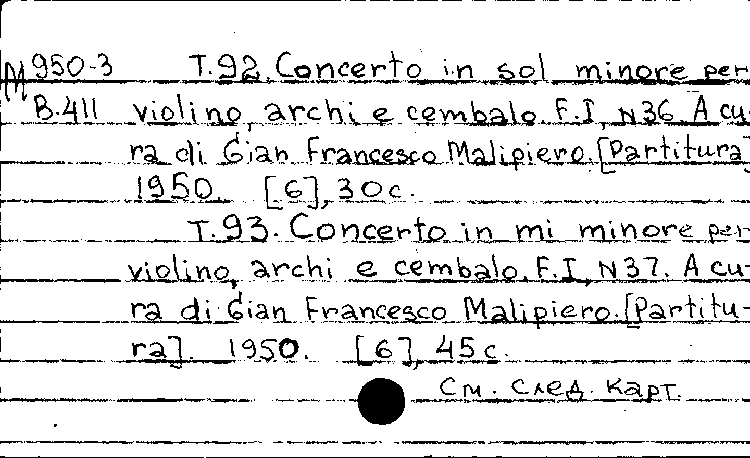 М 950-3 Т.92. Concerto in sol minore per
В.411 violino, archi e cembalo. F.I, N36. A cu-
ra di Gian Francesco Malipiero. [Partitura]
1950. [6], 30 с.
Т.93. Concerto in mi minore per
violino, archi e cembalo. F.I, N37. A cu-
ra di Gian Francesco Malipiero. [Partitu-
ra]. 1950. [6], 45 с.
См. след. карт.